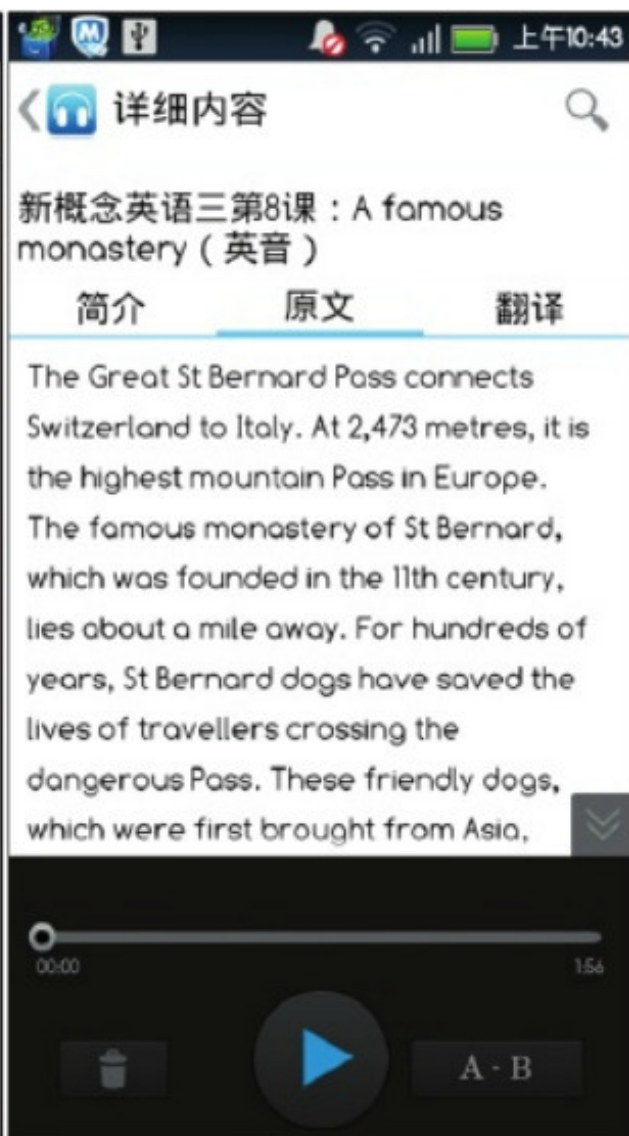 上午10:43
详细内容
新概念英语三第8课：A famous
monastery（英音）
简介 原文 翻译
The Great St Bernard Pass connects
Switzerland to Italy. At 2,473 metres, it is
the highest mountain Pass in Europe.
The famous monastery of St Bernard,
which was founded in the 11th century,
lies about a mile away. For hundreds of
years, St Bernard dogs have saved the
lives of travellers crossing the
dangerous Pass. These friendly dogs,
which were first brought from Asia,
00:00 1:56
A - B